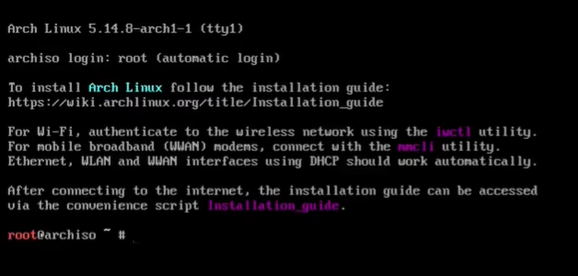 Arch Linux 5.14.8-arch1-1 (tty1)
archiso login: root (automatic login)
To install Arch Linux follow the installation guide:
https://wiki.archlinux.org/title/Installation_guide
For Wi-Fi, authenticate to the wireless network using the iwctl utility.
For mobile broadband (WWAN) modems, connect with the mmcli utility.
Ethernet, WLAN and WWAN interfaces using DHCP should work automatically.
After connecting to the internet, the installation guide can be accessed
via the convenience script Installation_guide.
root@archiso ~ #